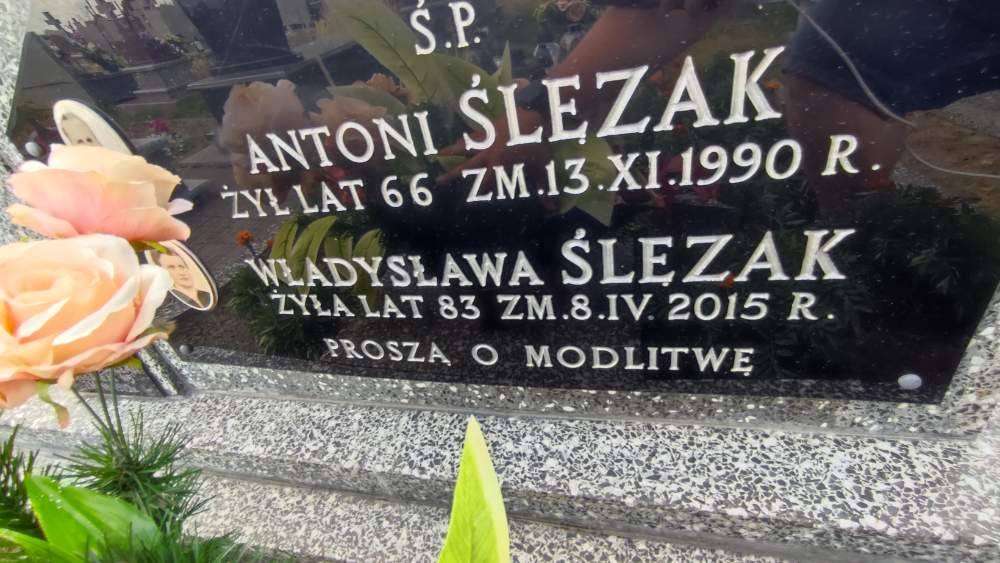 Ś.P.
ANTONI ŚLĘZAK
ŻYŁ LAT 66 ZM.13.XI.1990 R.
WŁADYSŁAWA ŚLĘZAK
ŻYŁA LAT 83 ZM.8.IV.2015 R.
PROSZĄ O MODLITWĘ